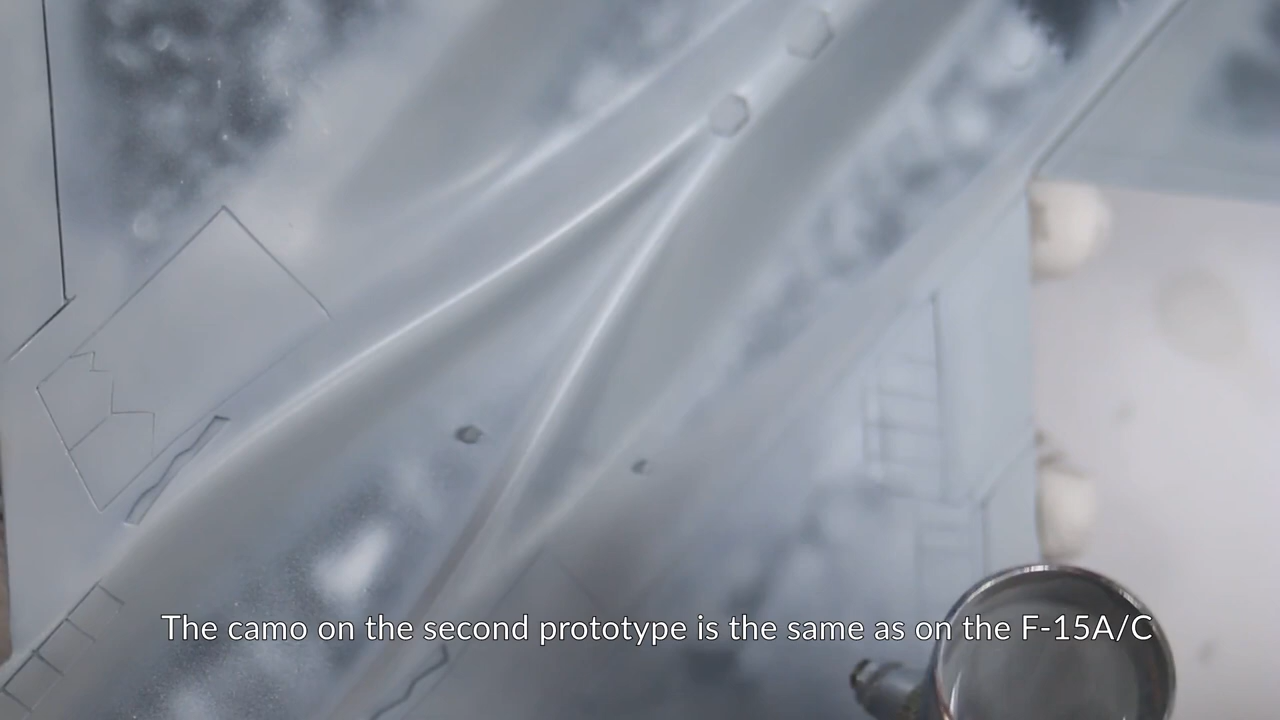 The camo on the second prototype is the same as on the F-15A/C